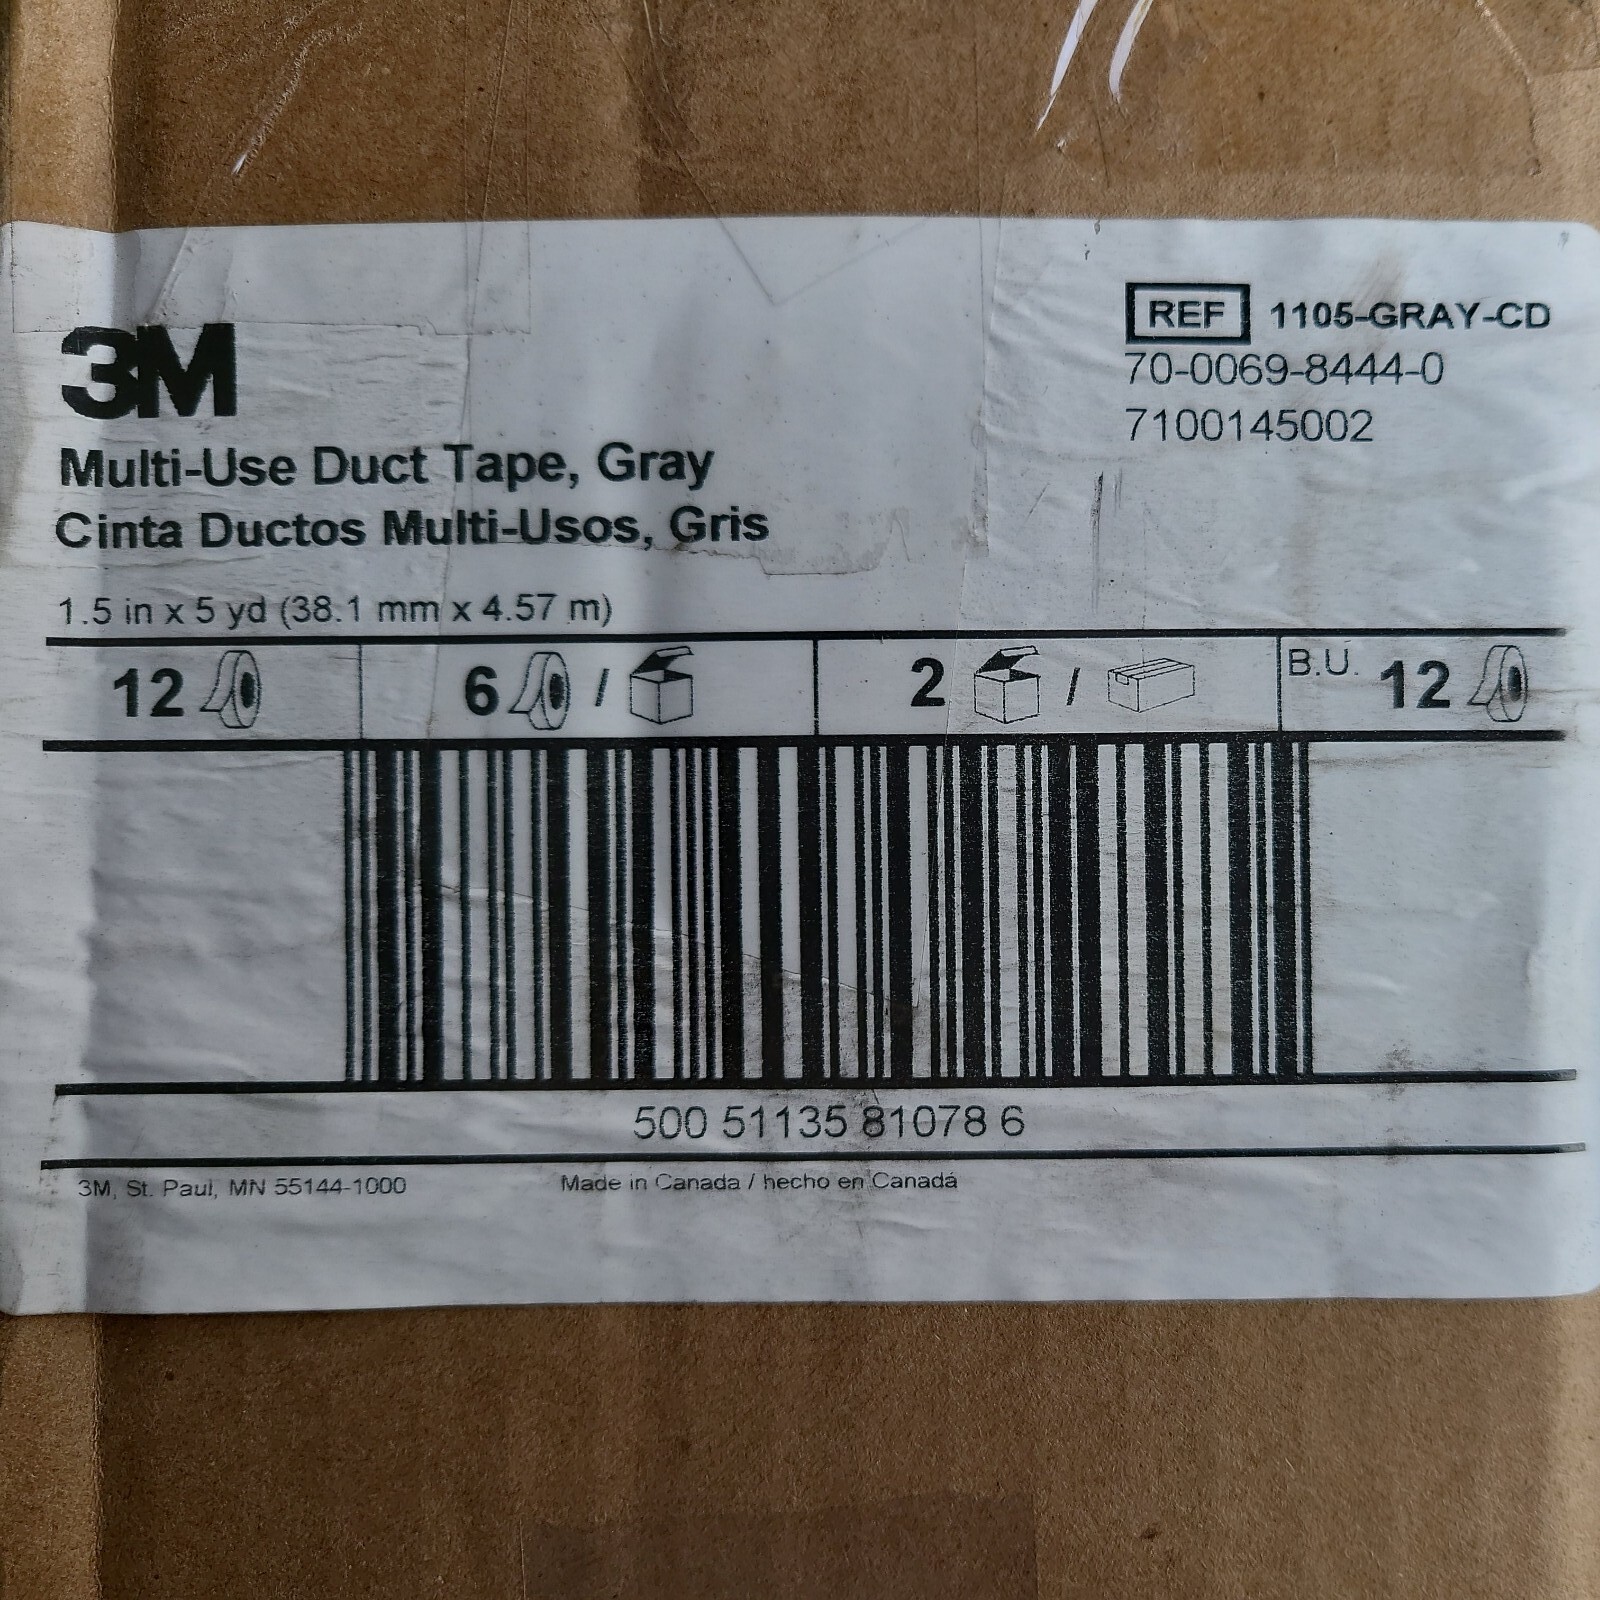 3M
REF 1105-GRAY-CD
70-0069-8444-0
7100145002
Multi-Use Duct Tape, Gray
Cinta Ductos Multi-Usos, Gris
1.5 in x 5 yd (38.1 mm x 4.57 m)
12 6 / 2 / B.U. 12
500 51135 81078 6
3M, St. Paul, MN 55144-1000 Made in Canada / hecho en Canadá